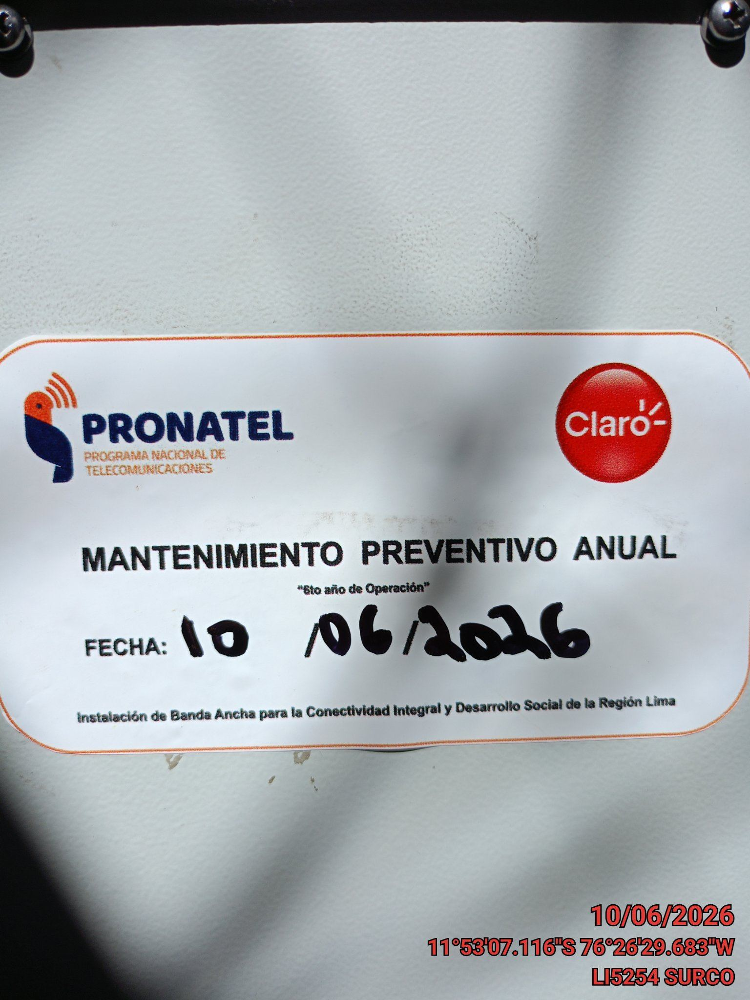 PRONATEL
PROGRAMA NACIONAL DE
TELECOMUNICACIONES
Claro
MANTENIMIENTO PREVENTIVO ANUAL
"6to año de Operación"
FECHA: 10 /06/2026
Instalación de Banda Ancha para la Conectividad Integral y Desarrollo Social de la Región Lima
10/06/2026
11°53'07.116"S 76°26'29.683"W
LI5254 SURCO